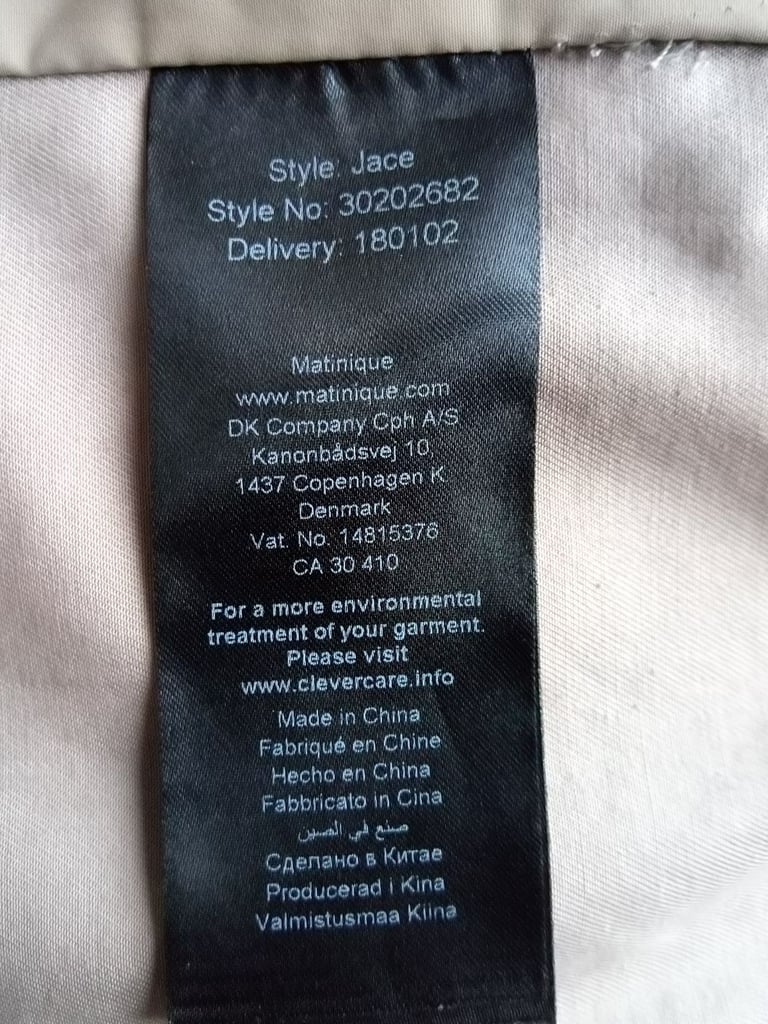 Style: Jace
Style No: 30202682
Delivery: 180102
Matinique
www.matinique.com
DK Company Cph A/S
Kanonbådsvej 10
1437 Copenhagen K
Denmark
Vat. No. 14815376
CA 30 410
For a more environmental
treatment of your garment.
Please visit
www.clevercare.info
Made in China
Fabriqué en Chine
Hecho en China
Fabbricato in Cina
صنع في الصين
Сделано в Китае
Producerad i Kina
Valmistusmaa Kiina